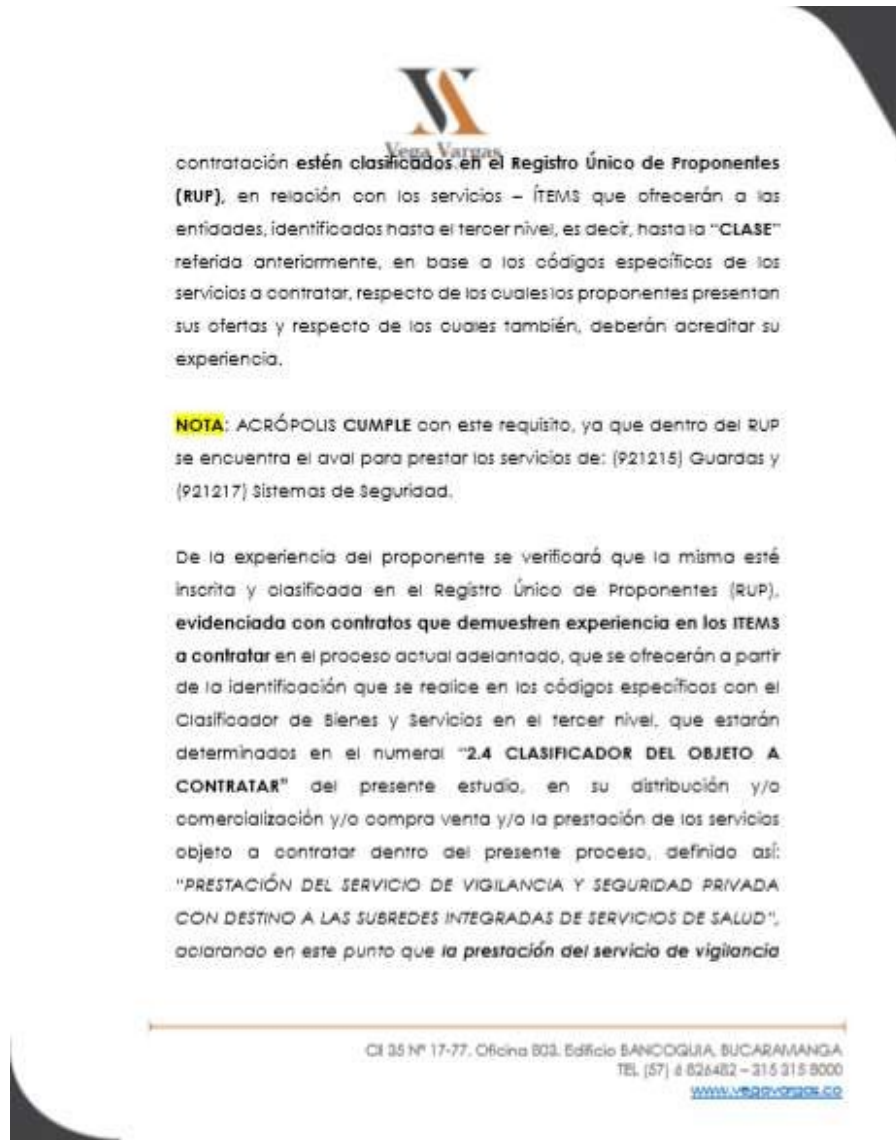 Vega Vargas
contratación estén clasificados en el Registro Único de Proponentes
(RUP), en relación con los servicios – ÍTEMS que ofrecerán a las
entidades, identificados hasta el tercer nivel, es decir, hasta la "CLASE"
referida anteriormente, en base a los códigos específicos de los
servicios a contratar, respecto de los cuales los proponentes presentan
sus ofertas y respecto de los cuales también, deberán acreditar su
experiencia.
NOTA: ACRÓPOLIS CUMPLE con este requisito, ya que dentro del RUP
se encuentra el aval para prestar los servicios de: (921215) Guardas y
(921217) Sistemas de Seguridad.
De la experiencia del proponente se verificará que la misma esté
inscrita y clasificada en el Registro Único de Proponentes (RUP),
evidenciada con contratos que demuestren experiencia en los ITEMS
a contratar en el proceso actual adelantado, que se ofrecerán a partir
de la identificación que se realice en los códigos específicos con el
Clasificador de Bienes y Servicios en el tercer nivel, que estarán
determinados en el numeral "2.4 CLASIFICADOR DEL OBJETO A
CONTRATAR" del presente estudio, en su distribución y/o
comercialización y/o compra venta y/o la prestación de los servicios
objeto a contratar dentro del presente proceso, definido así:
"PRESTACIÓN DEL SERVICIO DE VIGILANCIA Y SEGURIDAD PRIVADA
CON DESTINO A LAS SUBREDES INTEGRADAS DE SERVICIOS DE SALUD",
aclarando en este punto que la prestación del servicio de vigilancia
Cll 35 Nº 17-77. Oficina 803. Edificio BANCOQUIA, BUCARAMANGA
TEL (57) 6 826482 – 315 315 8000
www.vegavargas.co